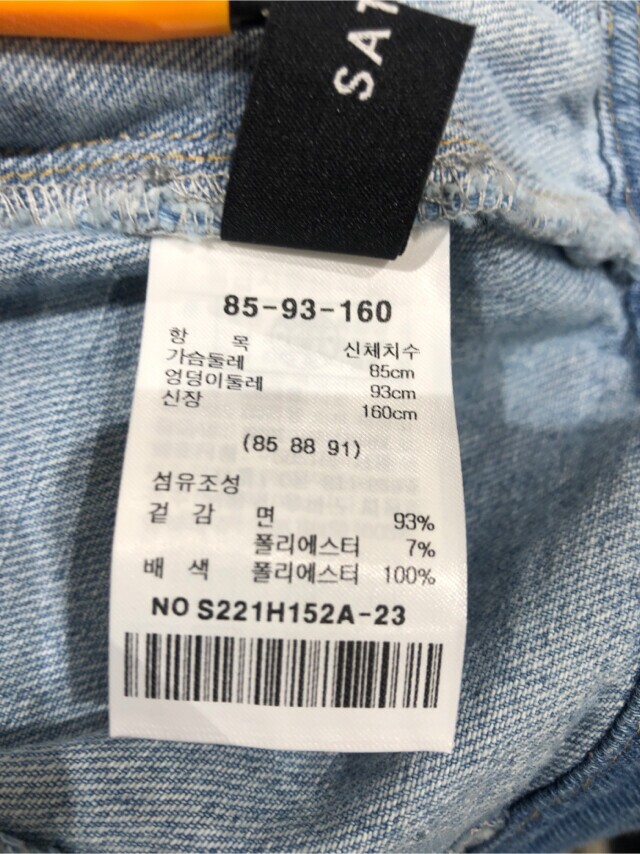 85-93-160
항 목 신체치수
가슴둘레 85cm
엉덩이둘레 93cm
신장 160cm
(85 88 91)
섬유조성
겉 감 면 93%
폴리에스터 7%
배 색 폴리에스터 100%
NO S221H152A-23